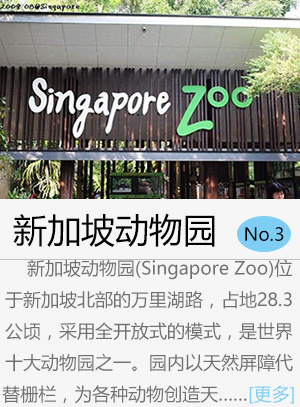 2009.08@Singapore
Singapore Zoo
新加坡动物园 No.3
新加坡动物园(Singapore Zoo)位
于新加坡北部的万里湖路，占地28.3
公顷，采用全开放式的模式，是世界
十大动物园之一。园内以天然屏障代
替栅栏，为各种动物创造天......[更多]